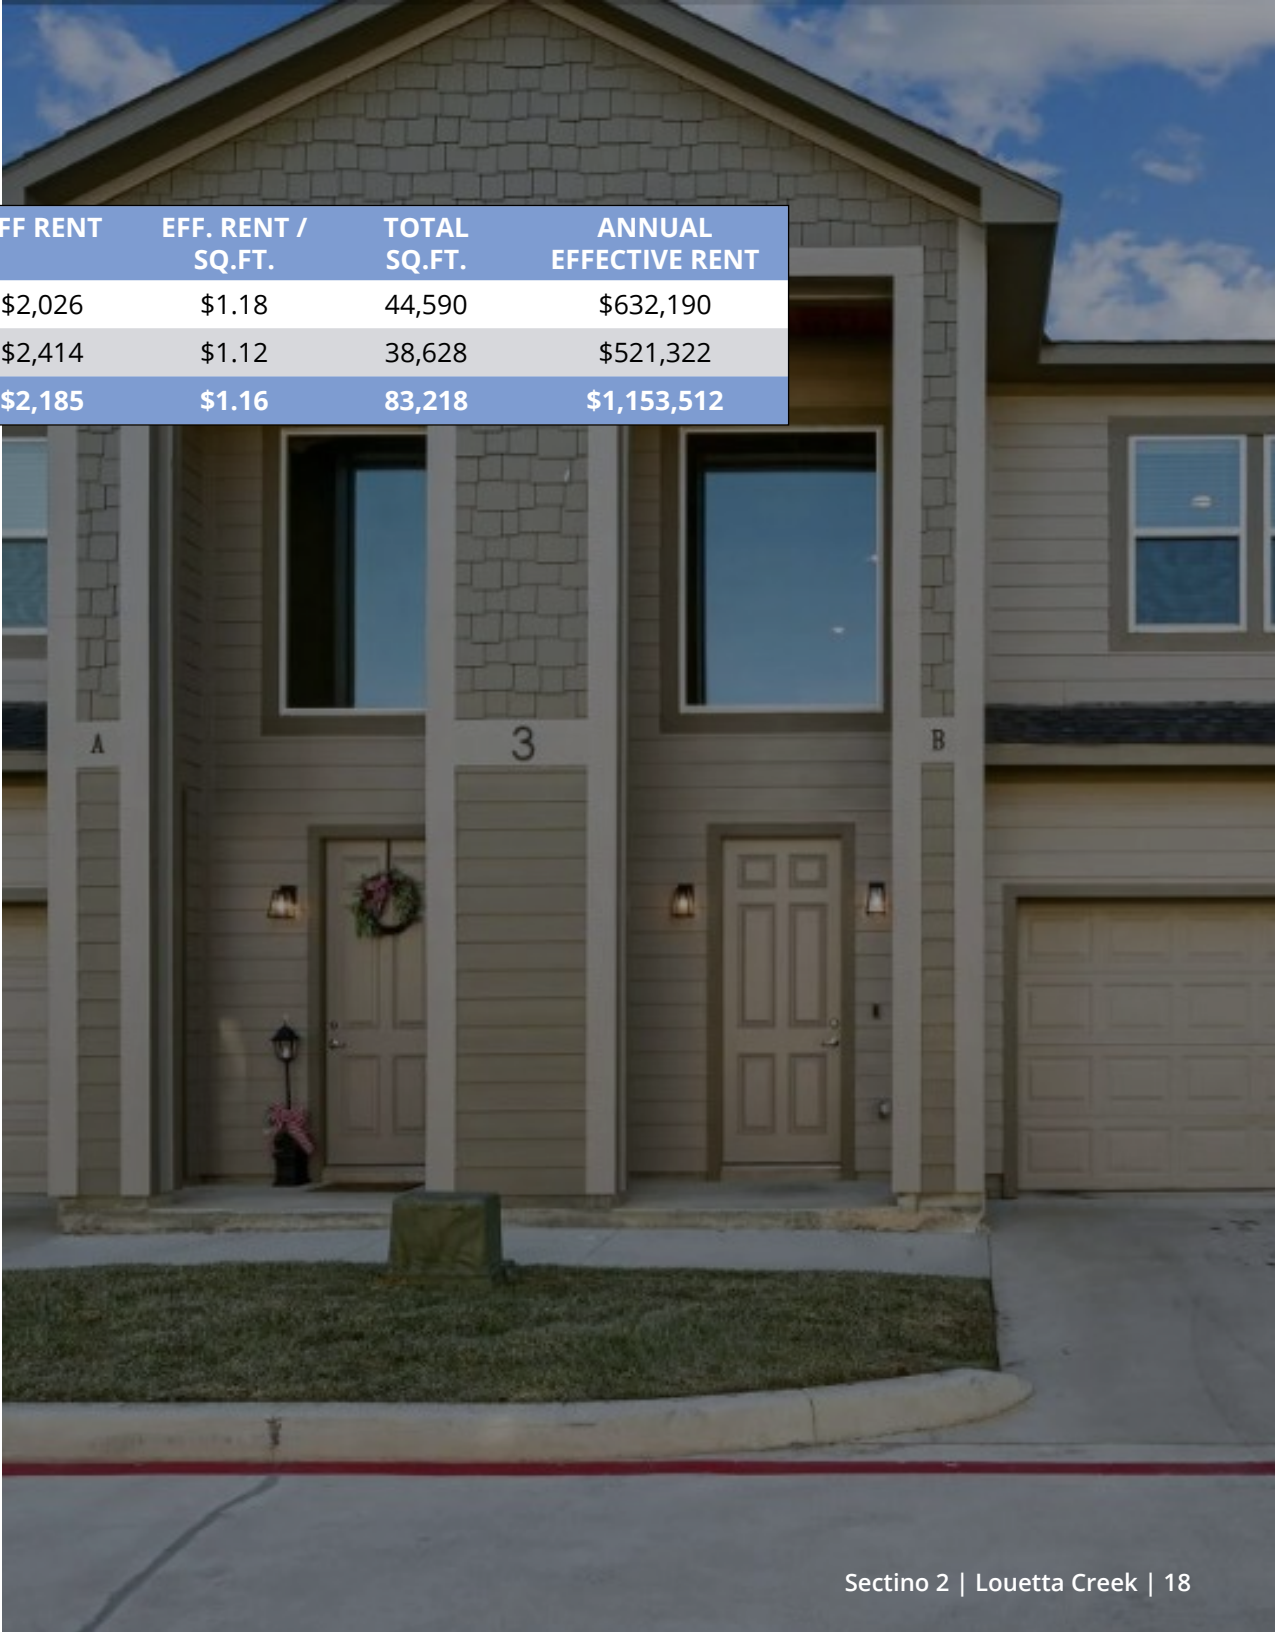 FF RENT EFF. RENT / TOTAL ANNUAL
SQ.FT. SQ.FT. EFFECTIVE RENT
$2,026 $1.18 44,590 $632,190
$2,414 $1.12 38,628 $521,322
$2,185 $1.16 83,218 $1,153,512
A 3 B
Sectino 2 | Louetta Creek | 18